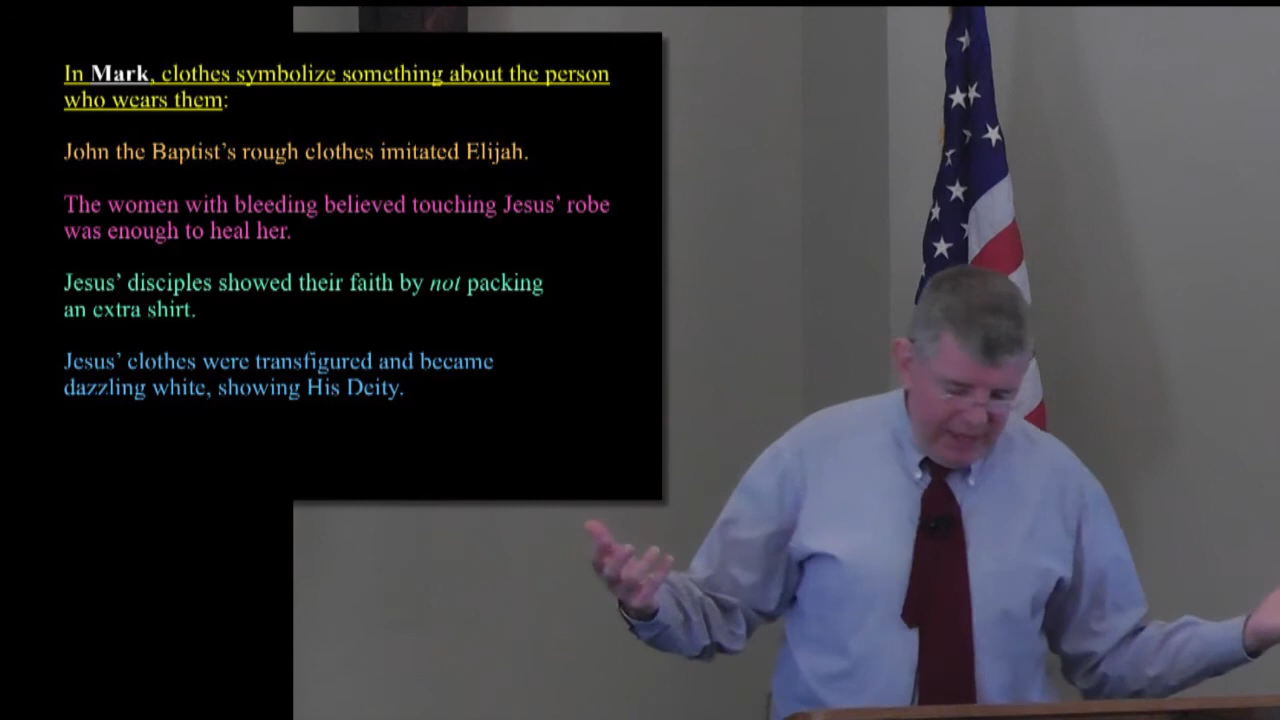 In Mark, clothes symbolize something about the person
who wears them:
John the Baptist's rough clothes imitated Elijah.
The women with bleeding believed touching Jesus' robe
was enough to heal her.
Jesus' disciples showed their faith by not packing
an extra shirt.
Jesus' clothes were transfigured and became
dazzling white, showing His Deity.